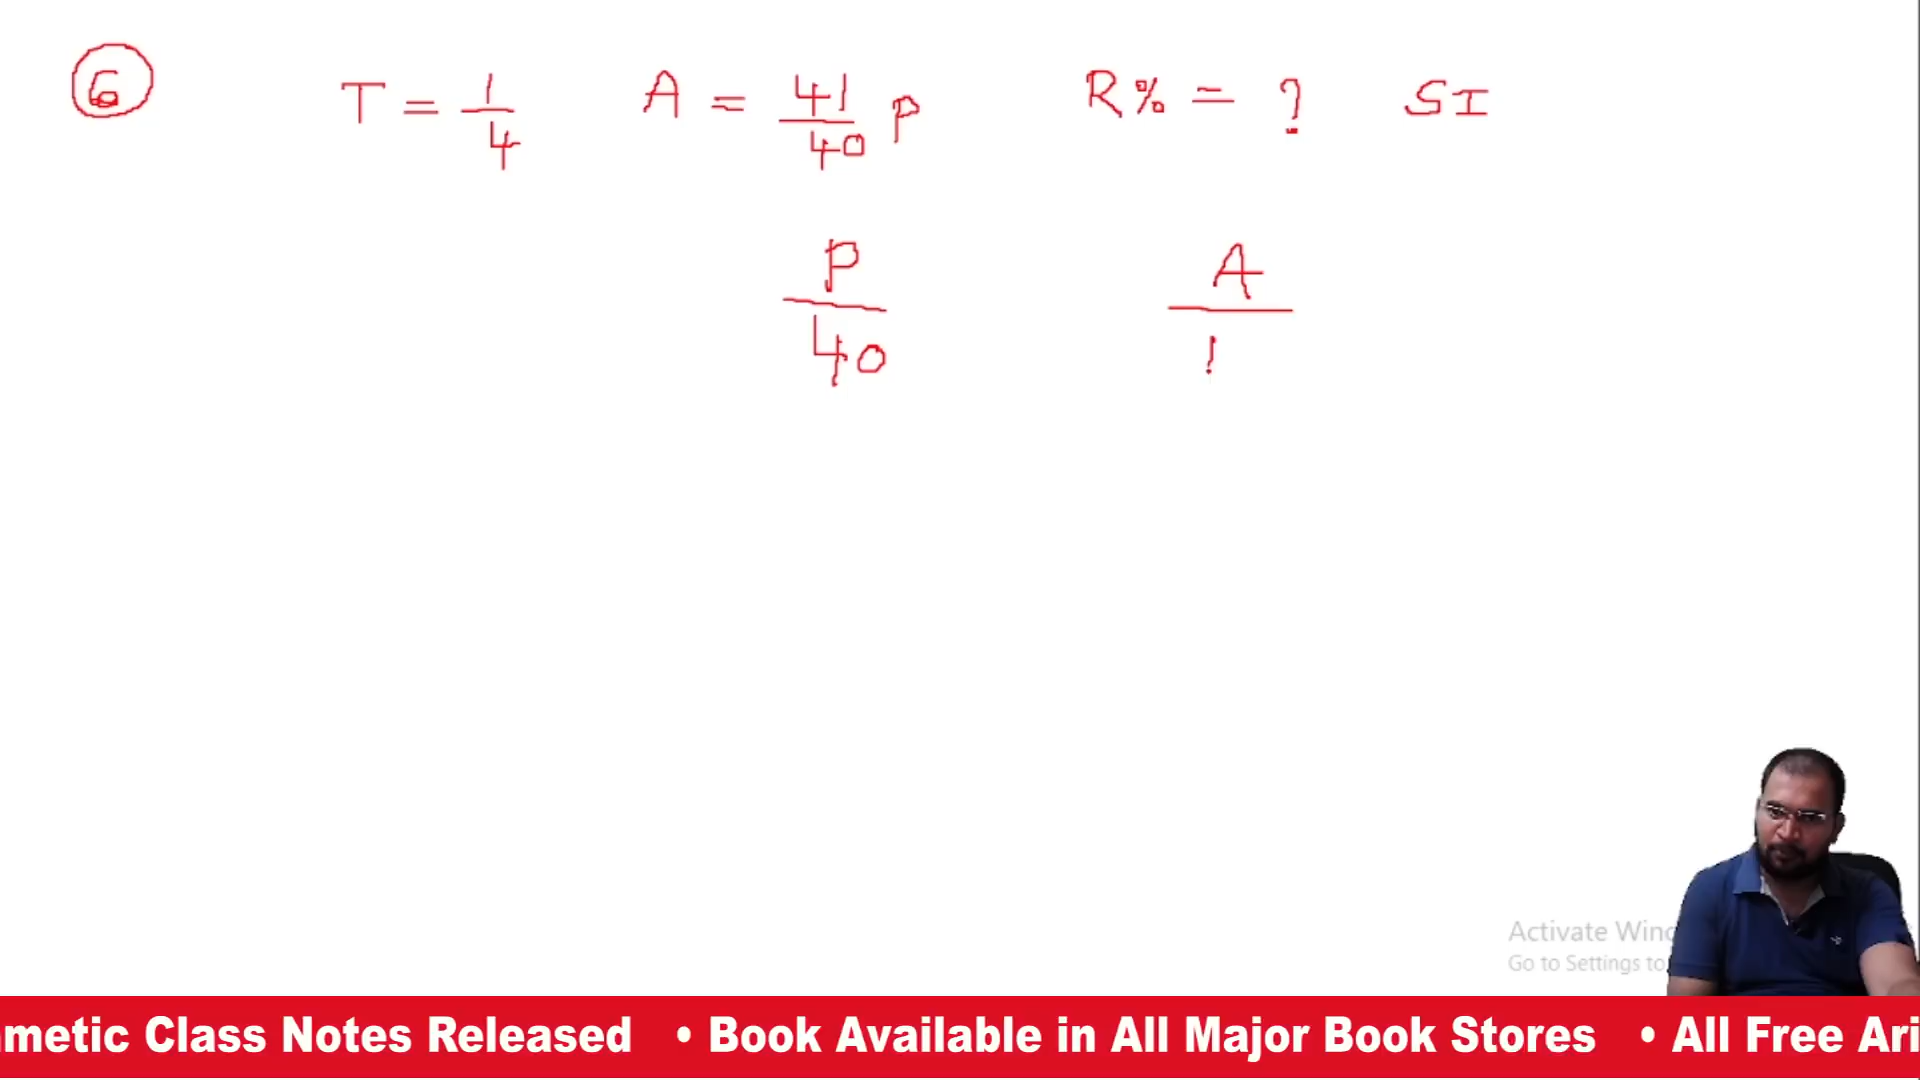 6 T = 1/4 A = 41/40 P R% = ? SI
P A
40
Activate Wind
Go to Settings to
metic Class Notes Released • Book Available in All Major Book Stores • All Free Ari